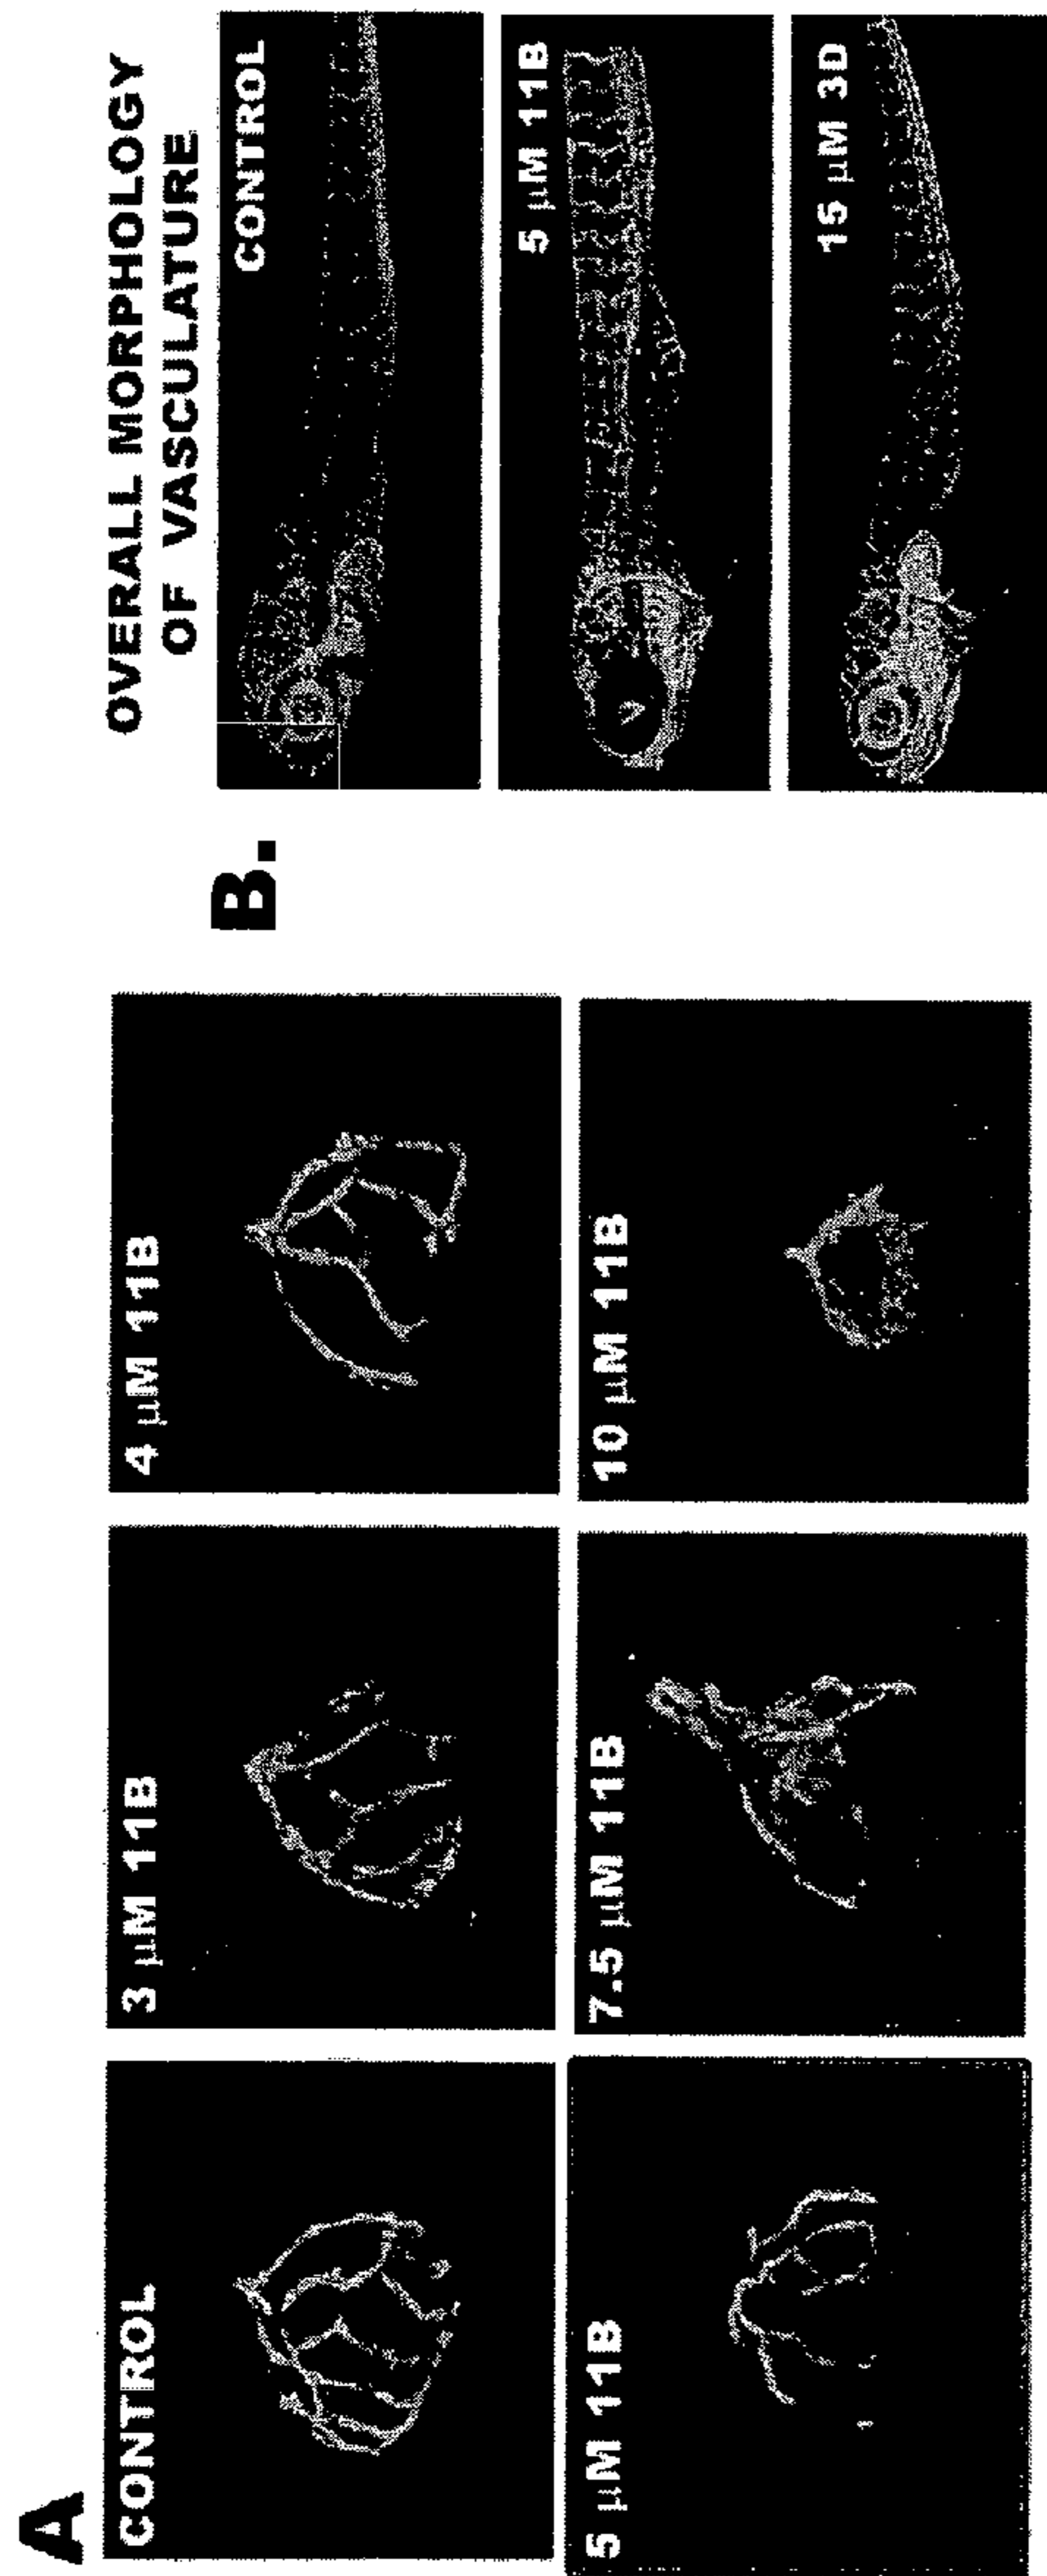 A
CONTROL
3 μM 11B
4 μM 11B
5 μM 11B
7.5 μM 11B
10 μM 11B
B.
OVERALL MORPHOLOGY
OF VASCULATURE
CONTROL
5 μM 11B
15 μM 3D